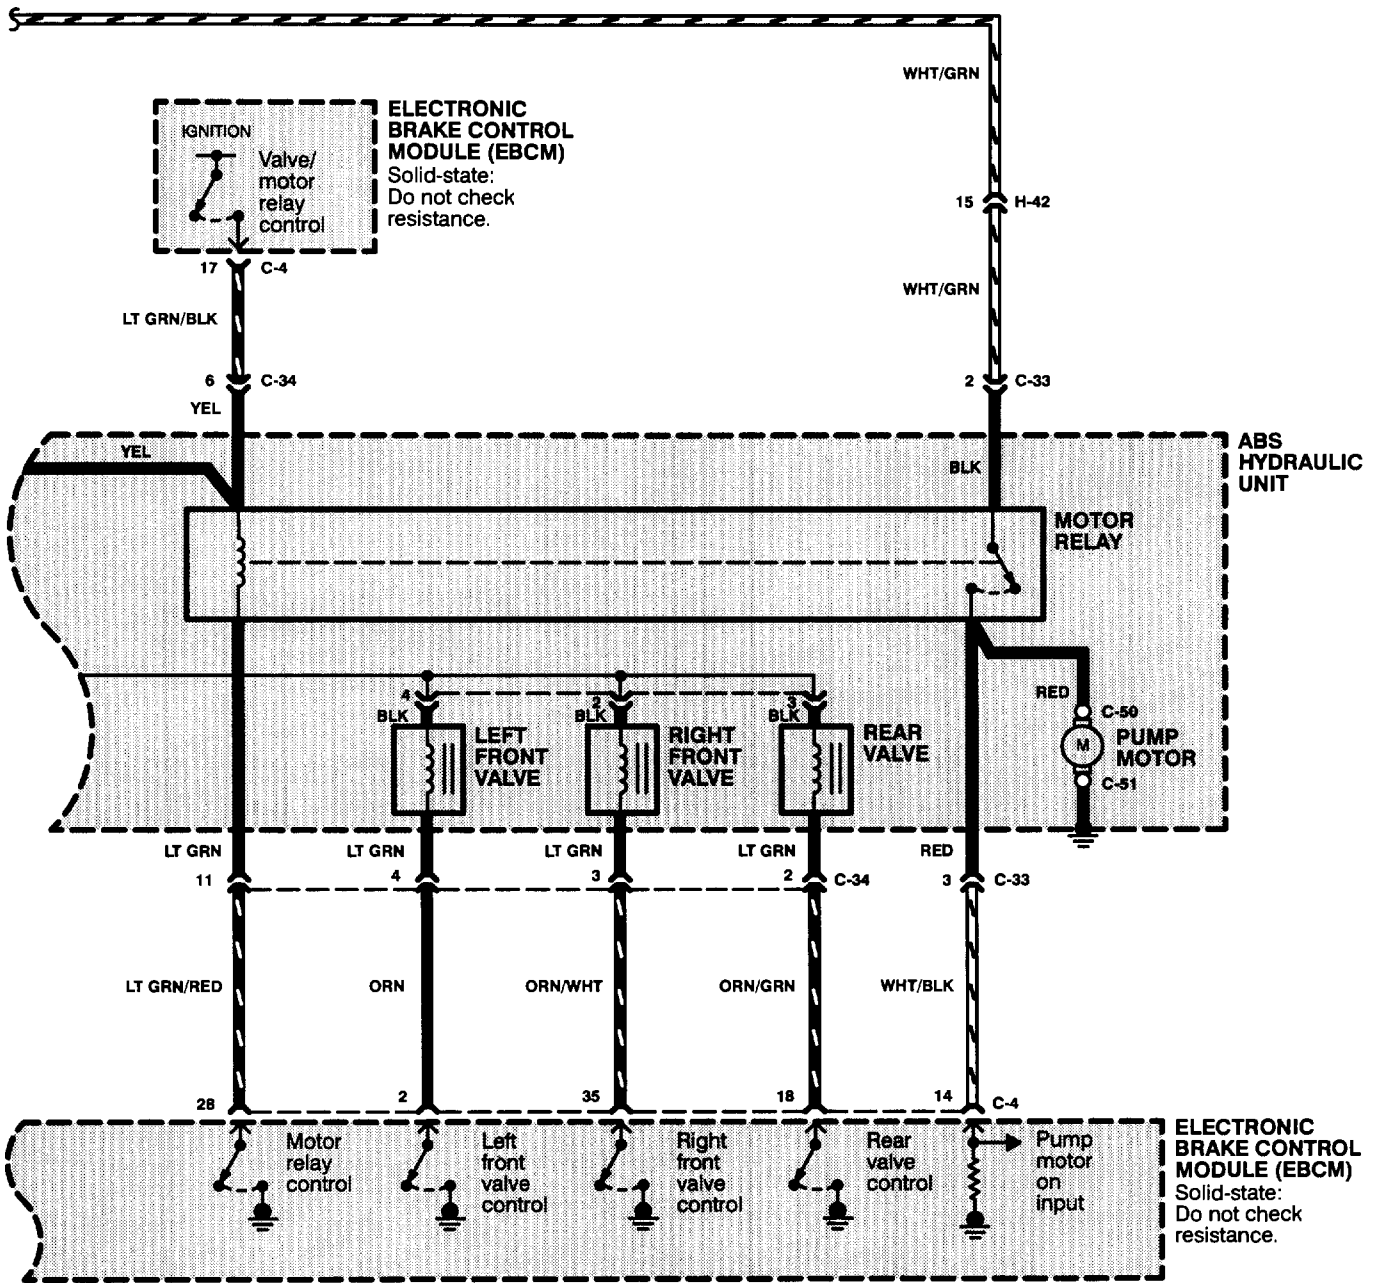 WHT/GRN
ELECTRONIC
BRAKE CONTROL
MODULE (EBCM)
Solid-state:
Do not check
resistance.
IGNITION
Valve/
motor
relay
control
15 H-42
17 C-4
WHT/GRN
LT GRN/BLK
6 C-34
2 C-33
YEL
YEL
BLK
ABS
HYDRAULIC
UNIT
MOTOR
RELAY
RED
C-50
M
PUMP
MOTOR
C-51
4
BLK
LEFT
FRONT
VALVE
2
BLK
RIGHT
FRONT
VALVE
3
BLK
REAR
VALVE
LT GRN LT GRN LT GRN LT GRN RED
11 4 3 2 C-34 3 C-33
LT GRN/RED ORN ORN/WHT ORN/GRN WHT/BLK
28 2 35 18 14 C-4
Motor
relay
control
Left
front
valve
control
Right
front
valve
control
Rear
valve
control
Pump
motor
on
input
ELECTRONIC
BRAKE CONTROL
MODULE (EBCM)
Solid-state:
Do not check
resistance.